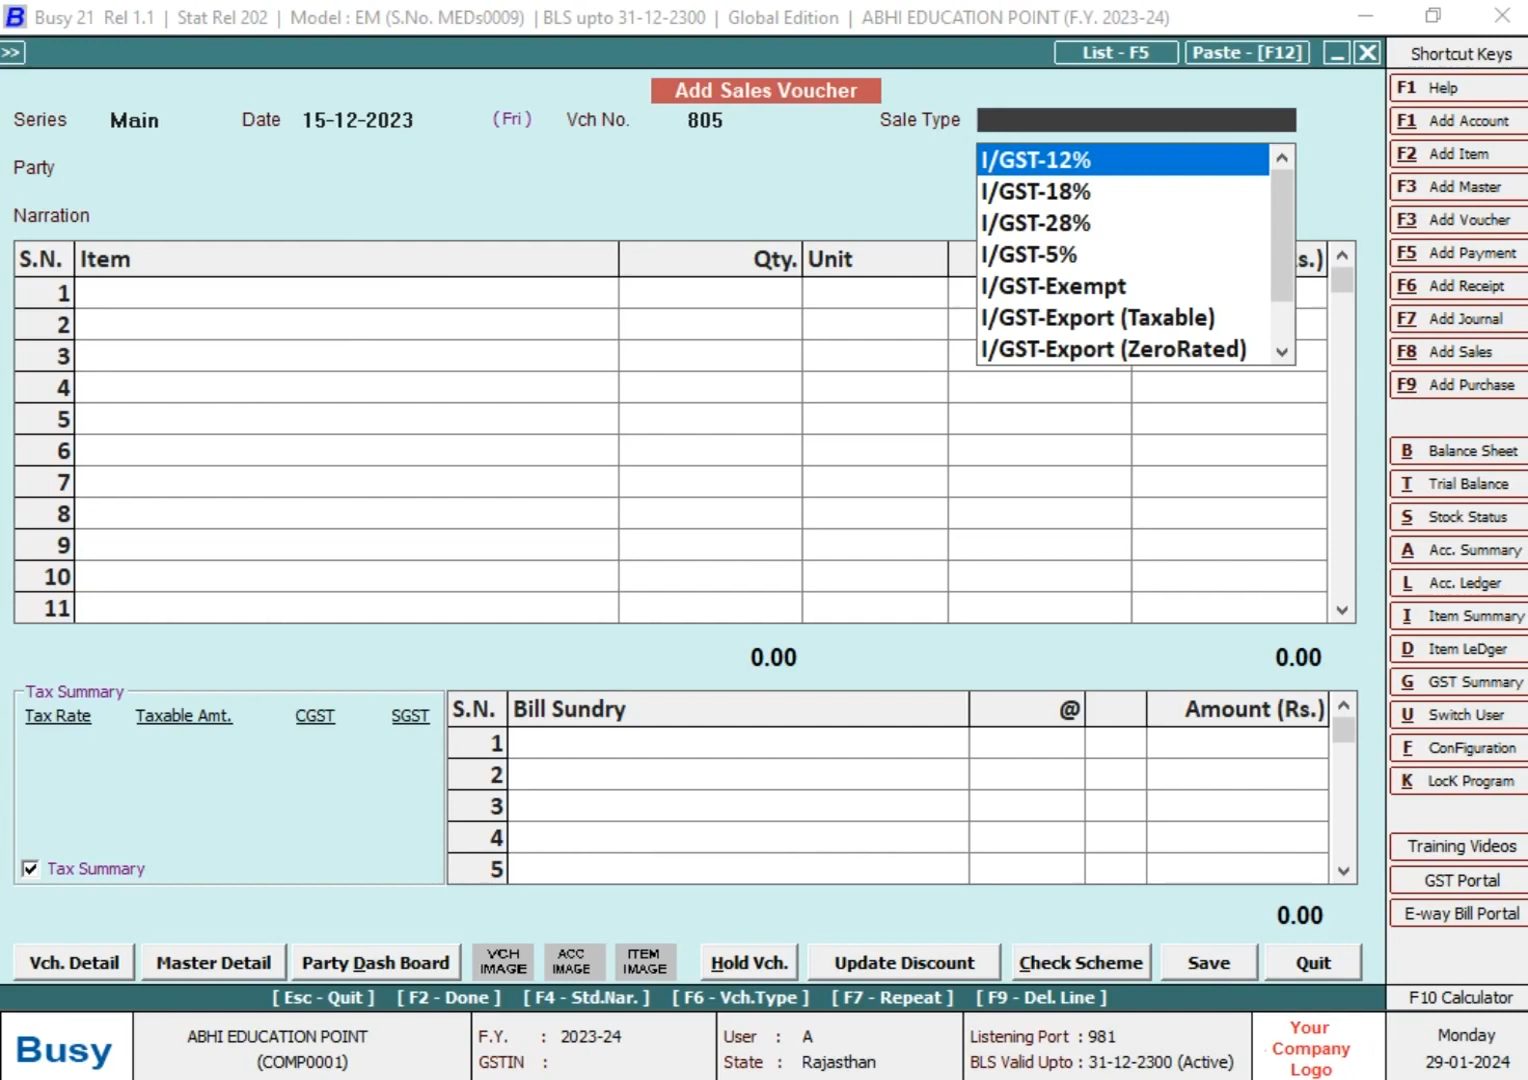 B Busy 21 Rel 1.1 | Stat Rel 202 | Model : EM (S.No. MEDs0009) | BLS upto 31-12-2300 | Global Edition | ABHI EDUCATION POINT (F.Y. 2023-24)
>> List - F5 Paste - [F12] Shortcut Keys
Add Sales Voucher
Series Main Date 15-12-2023 (Fri) Vch No. 805 Sale Type
Party
Narration
I/GST-12%
I/GST-18%
I/GST-28%
I/GST-5%
I/GST-Exempt
I/GST-Export (Taxable)
I/GST-Export (ZeroRated)
S.N. Item Qty. Unit s.)
1
2
3
4
5
6
7
8
9
10
11
0.00 0.00
Tax Summary
Tax Rate Taxable Amt. CGST SGST
Tax Summary
S.N. Bill Sundry @ Amount (Rs.)
1
2
3
4
5
0.00
Vch. Detail Master Detail Party Dash Board VCH IMAGE ACC IMAGE ITEM IMAGE Hold Vch. Update Discount Check Scheme Save Quit
[ Esc - Quit ] [ F2 - Done ] [ F4 - Std.Nar. ] [ F6 - Vch.Type ] [ F7 - Repeat ] [ F9 - Del. Line ]
F1 Help
F1 Add Account
F2 Add Item
F3 Add Master
F3 Add Voucher
F5 Add Payment
F6 Add Receipt
F7 Add Journal
F8 Add Sales
F9 Add Purchase
B Balance Sheet
T Trial Balance
S Stock Status
A Acc. Summary
L Acc. Ledger
I Item Summary
D Item LeDger
G GST Summary
U Switch User
F ConFiguration
K LocK Program
Training Videos
GST Portal
E-way Bill Portal
F10 Calculator
Busy
ABHI EDUCATION POINT
(COMP0001)
F.Y. : 2023-24
GSTIN :
User : A
State : Rajasthan
Listening Port : 981
BLS Valid Upto : 31-12-2300 (Active)
Your
Company
Logo
Monday
29-01-2024